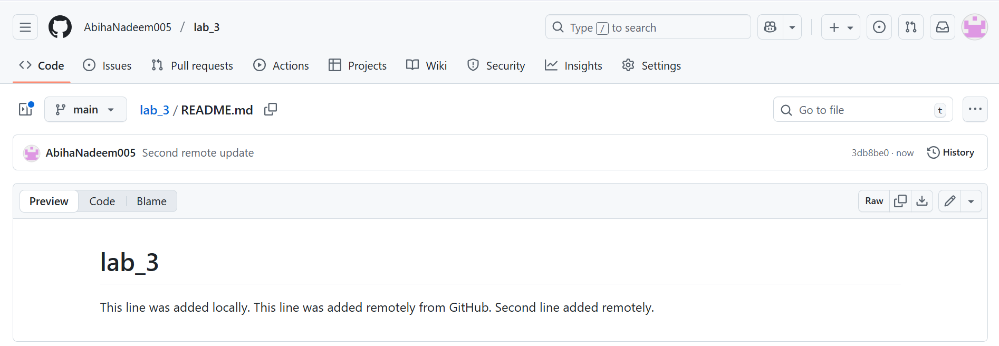 AbihaNadeem005 / lab_3 Type / to search
Code Issues Pull requests Actions Projects Wiki Security Insights Settings
main lab_3 / README.md Go to file t
AbihaNadeem005 Second remote update 3db8be0 · now History
Preview Code Blame Raw
lab_3
This line was added locally. This line was added remotely from GitHub. Second line added remotely.